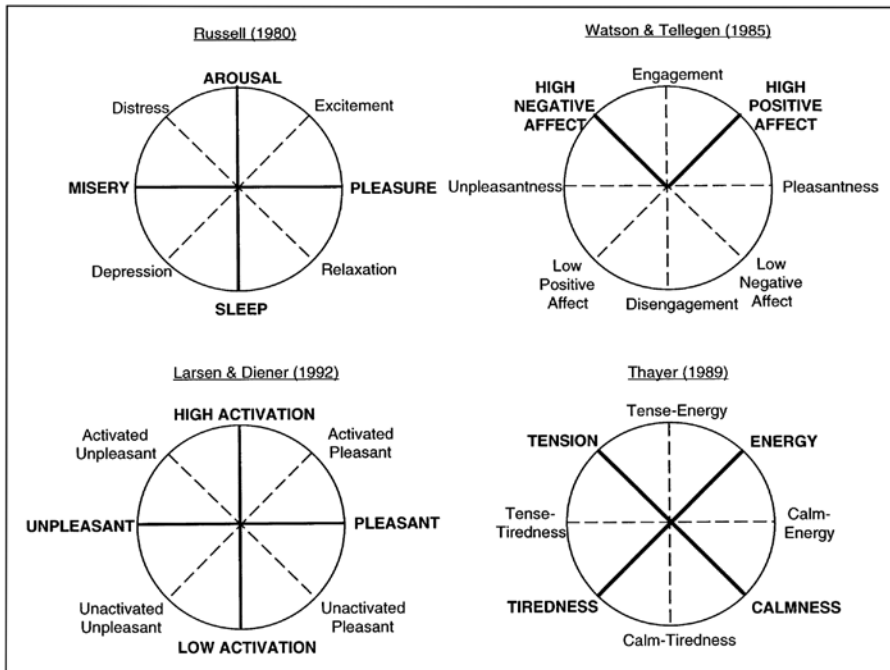 Russell (1980)
AROUSAL
Distress
Excitement
MISERY
PLEASURE
Depression
Relaxation
SLEEP
Watson & Tellegen (1985)
Engagement
HIGH
NEGATIVE
AFFECT
HIGH
POSITIVE
AFFECT
Unpleasantness
Pleasantness
Low
Positive
Affect
Disengagement
Low
Negative
Affect
Larsen & Diener (1992)
HIGH ACTIVATION
Activated
Unpleasant
Activated
Pleasant
UNPLEASANT
PLEASANT
Unactivated
Unpleasant
Unactivated
Pleasant
LOW ACTIVATION
Thayer (1989)
Tense-Energy
TENSION
ENERGY
Tense-
Tiredness
Calm-
Energy
TIREDNESS
CALMNESS
Calm-Tiredness